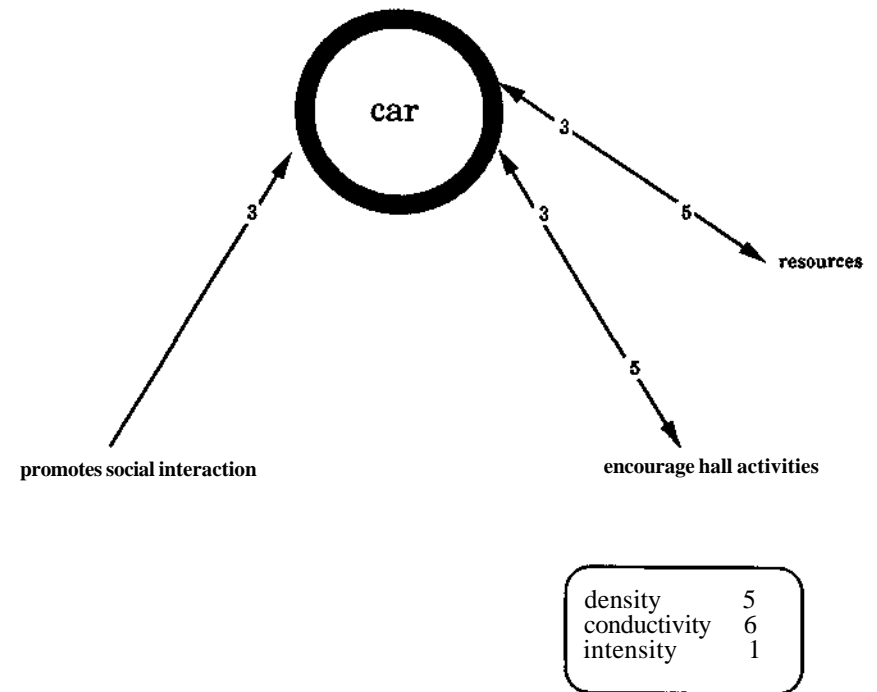 car
3
3
3
5
resources
5
promotes social interaction
encourage hall activities
density 5
conductivity 6
intensity 1